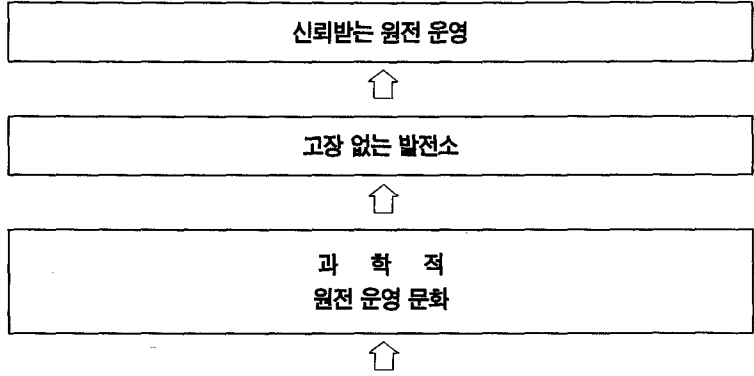 신뢰받는 원전 운영
고장 없는 발전소
과 학 적
원전 운영 문화